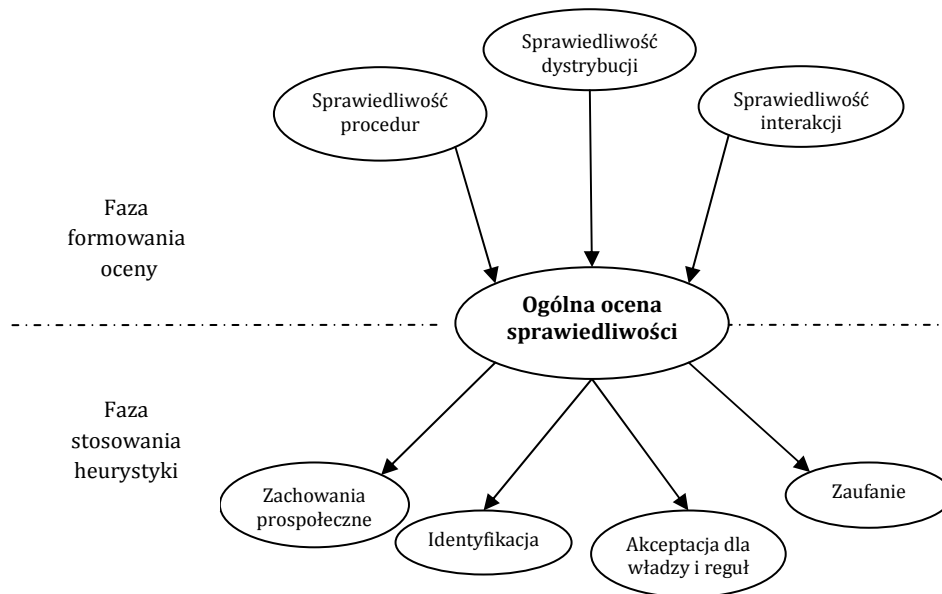 Sprawiedliwość
dystrybucji
Sprawiedliwość
procedur
Sprawiedliwość
interakcji
Faza
formowania
oceny
Ogólna ocena
sprawiedliwości
Faza
stosowania
heurystyki
Zachowania
prospołeczne
Identyfikacja
Akceptacja dla
władzy i reguł
Zaufanie